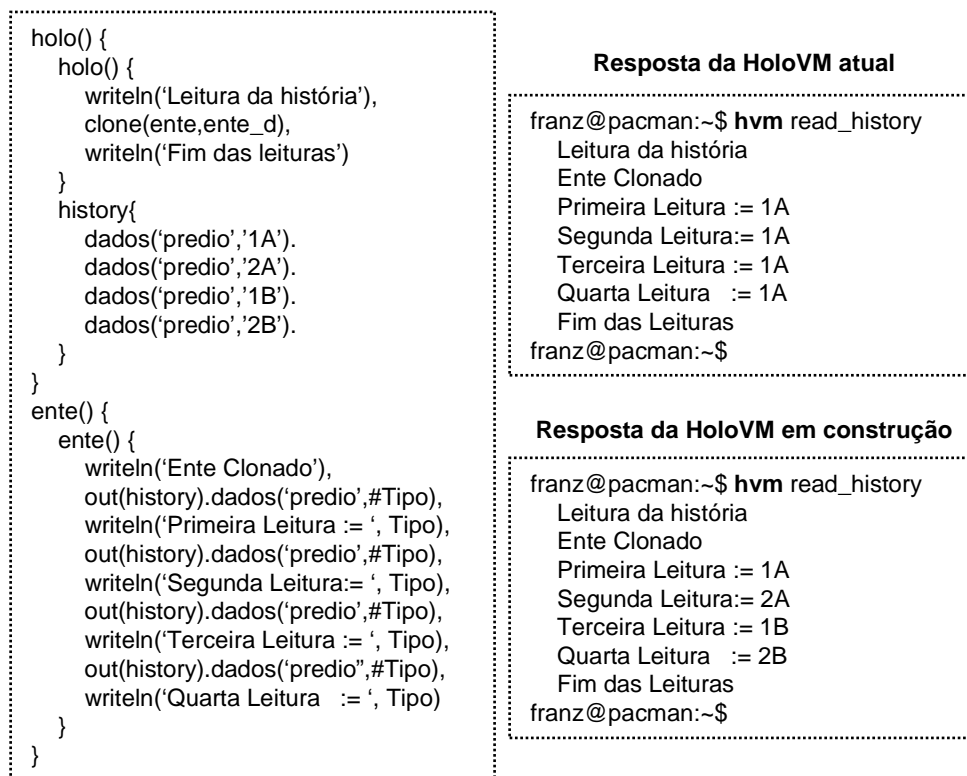 holo() {
holo() {
writeln(‘Leitura da história’),
clone(ente,ente_d),
writeln(‘Fim das leituras’)
}
history{
dados(‘predio’,’1A’).
dados(‘predio’,’2A’).
dados(‘predio’,’1B’).
dados(‘predio’,’2B’).
}
}
ente() {
ente() {
writeln(‘Ente Clonado’),
out(history).dados(‘predio’,#Tipo),
writeln(‘Primeira Leitura := ‘, Tipo),
out(history).dados(‘predio’,#Tipo),
writeln(‘Segunda Leitura:= ‘, Tipo),
out(history).dados(‘predio’,#Tipo),
writeln(‘Terceira Leitura := ‘, Tipo),
out(history).dados(‘predio”,#Tipo),
writeln(‘Quarta Leitura := ‘, Tipo)
}
}
Resposta da HoloVM atual
franz@pacman:~$ hvm read_history
Leitura da história
Ente Clonado
Primeira Leitura := 1A
Segunda Leitura:= 1A
Terceira Leitura := 1A
Quarta Leitura := 1A
Fim das Leituras
franz@pacman:~$
Resposta da HoloVM em construção
franz@pacman:~$ hvm read_history
Leitura da história
Ente Clonado
Primeira Leitura := 1A
Segunda Leitura:= 2A
Terceira Leitura := 1B
Quarta Leitura := 2B
Fim das Leituras
franz@pacman:~$